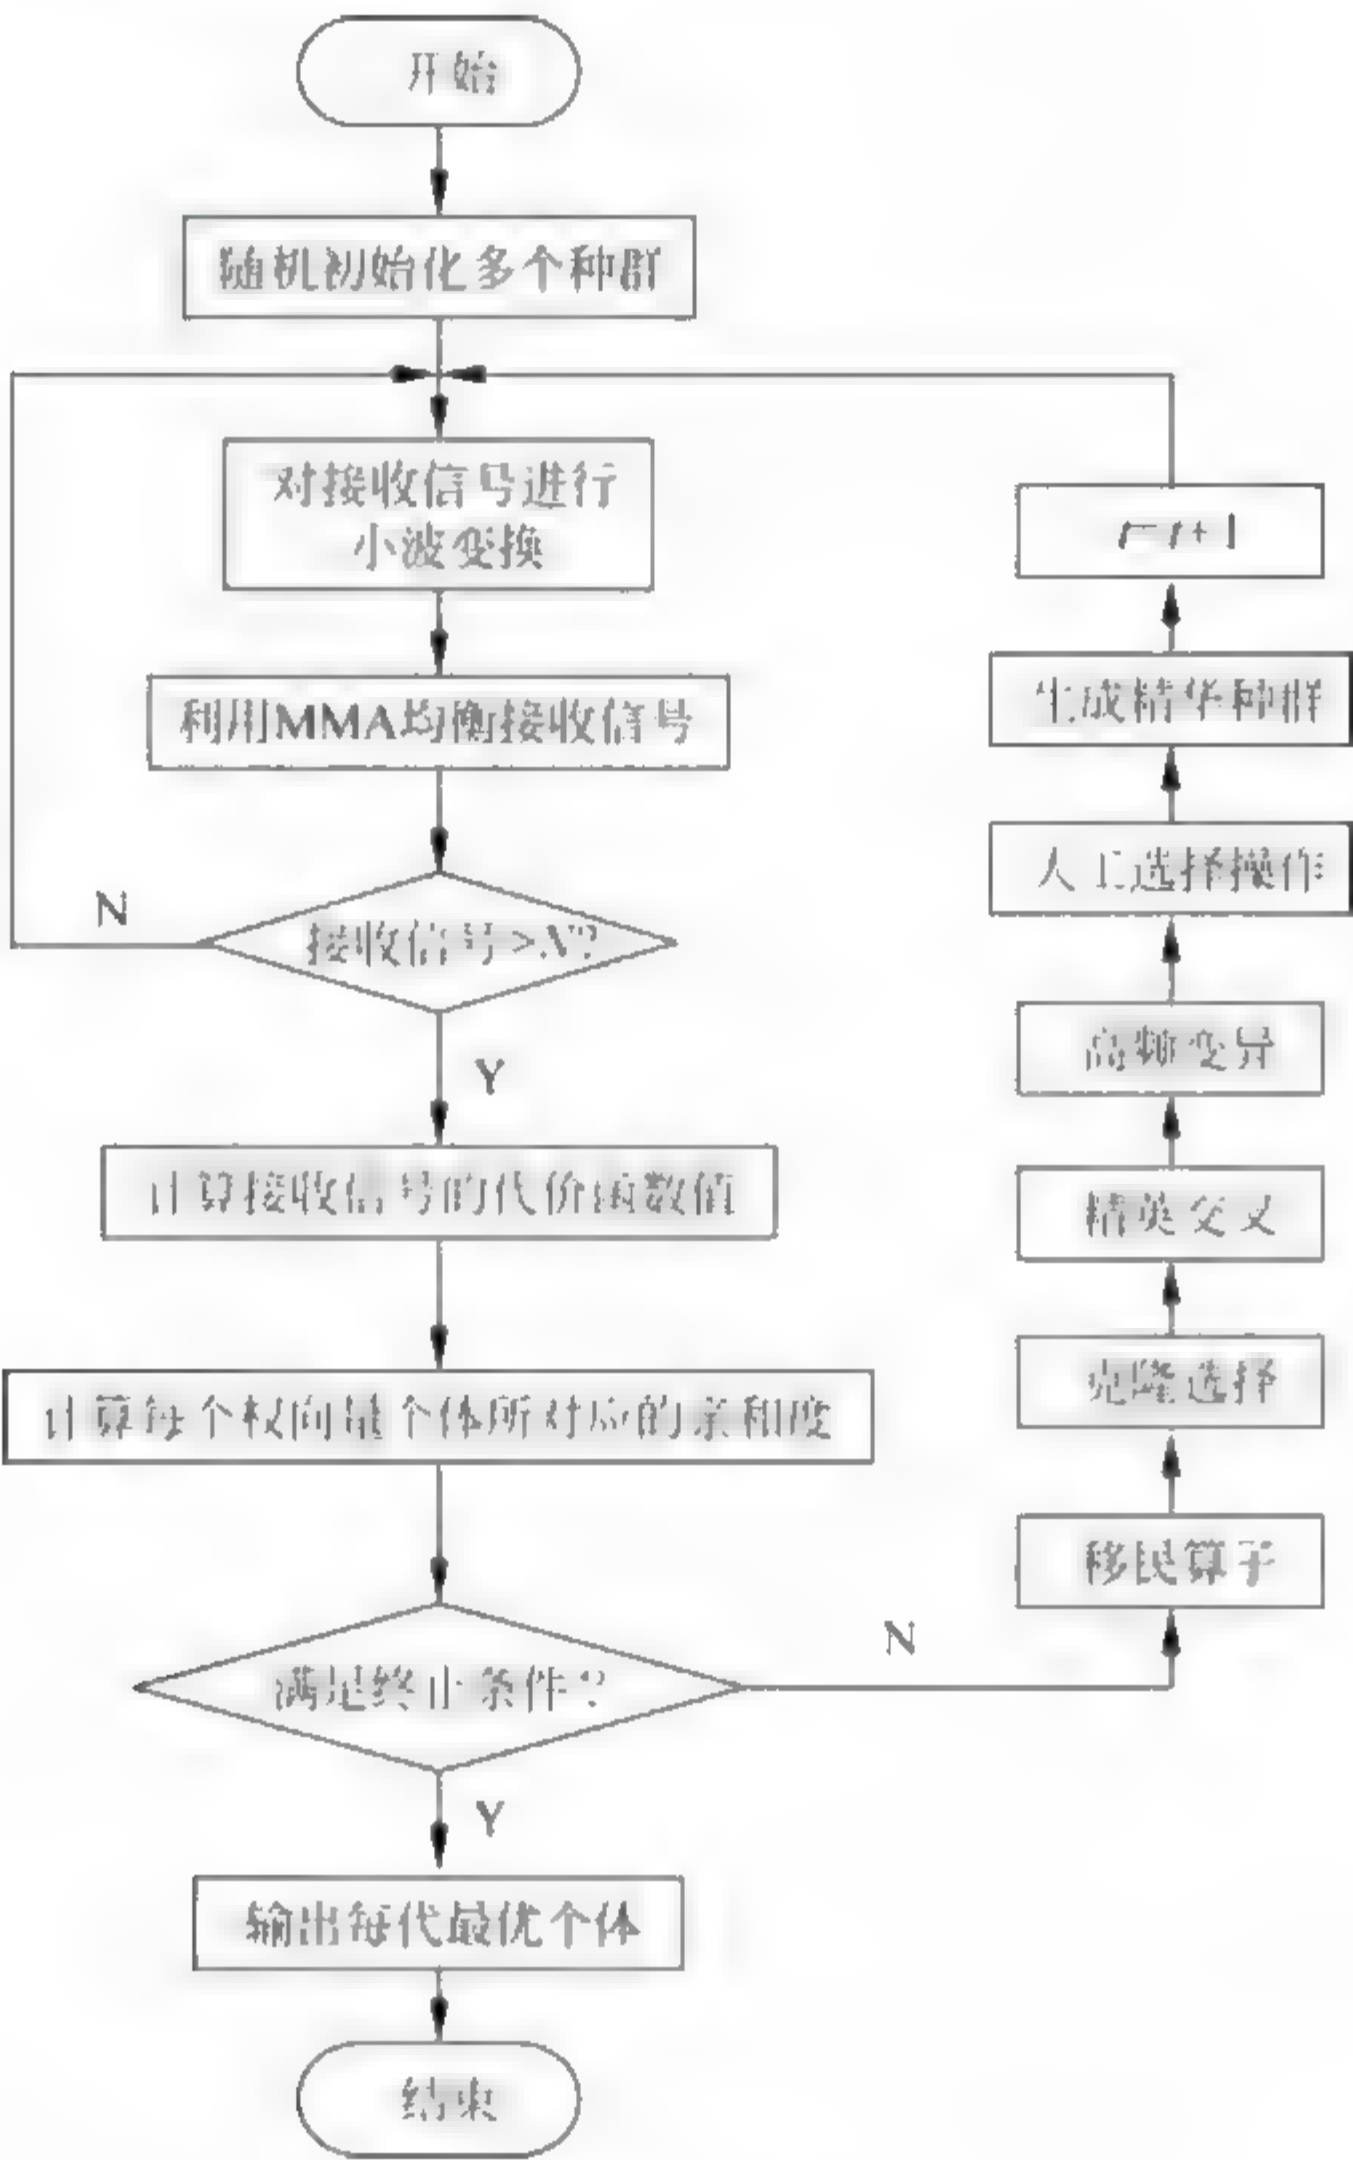 开始
随机初始化多个种群
对接收信号进行
小波变换
利用MMA均衡接收信号
N
接收信号>N?
Y
计算接收信号的代价函数值
计算每个权向量个体所对应的亲和度
满足终止条件?
N
Y
输出每代最优个体
结束
移民算子
克隆选择
精英交叉
高频变异
人工选择操作
生成精华种群
t=t+1